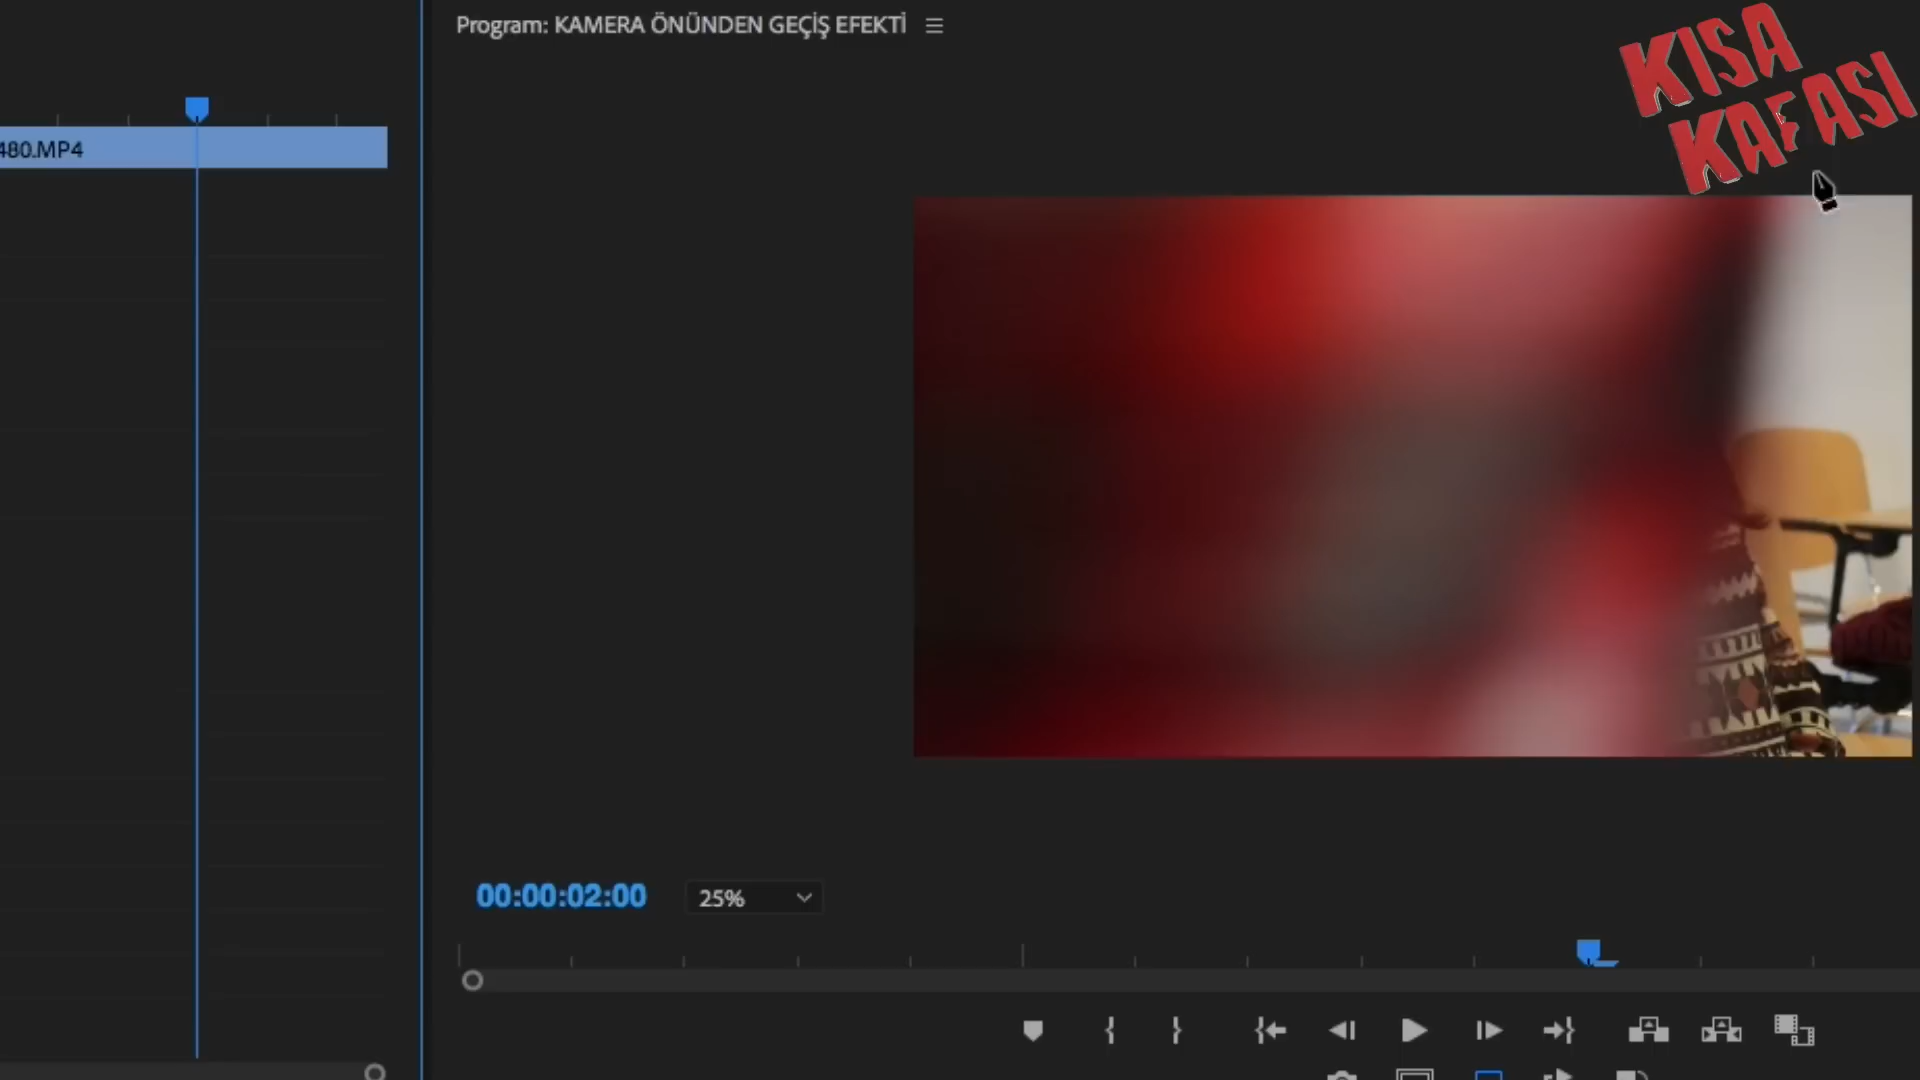 Program: KAMERA ÖNÜNDEN GEÇİŞ EFEKTİ
KISA
KAFASI
480.MP4
00:00:02:00
25%